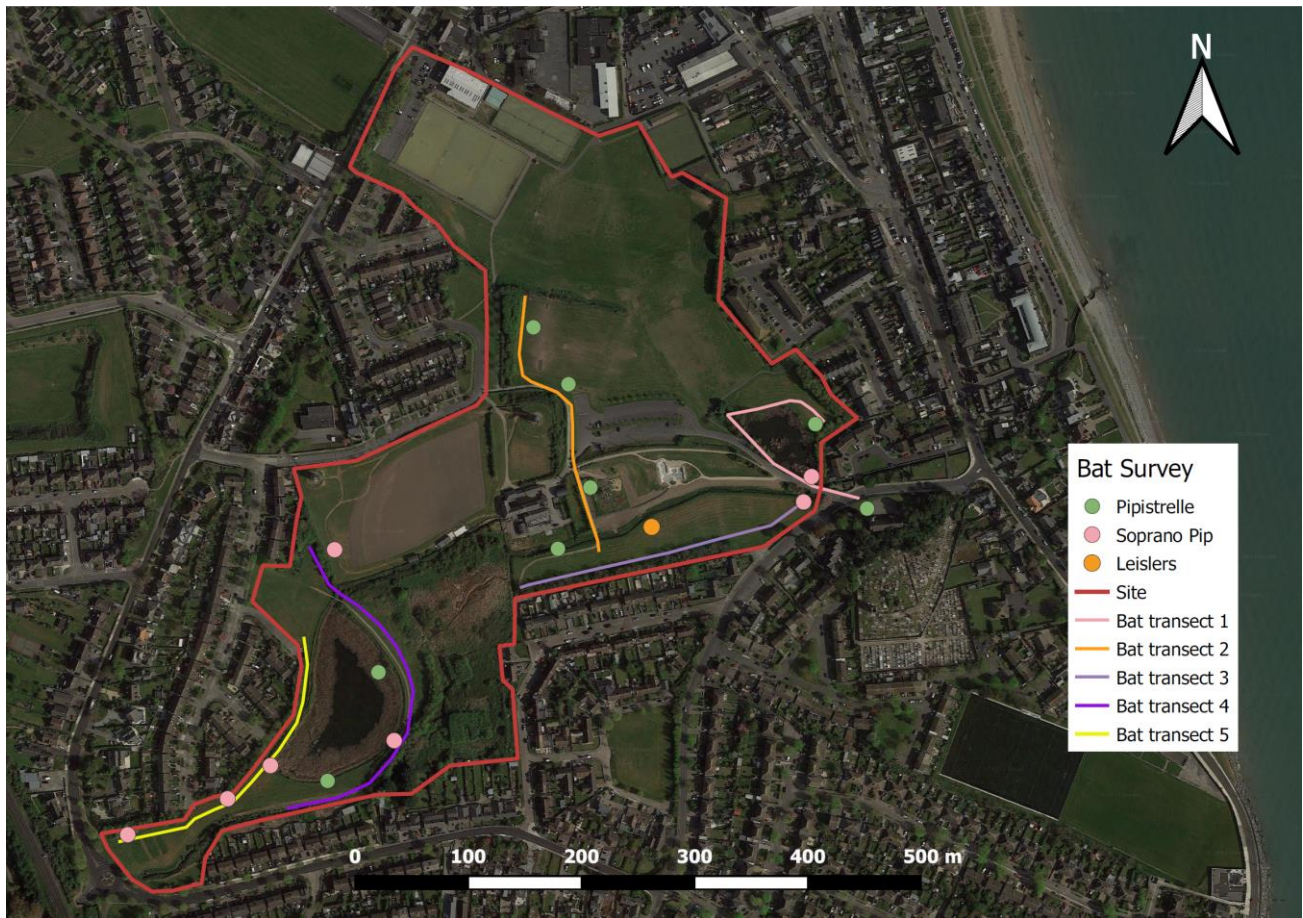 N
Bat Survey
Pipistrelle
Soprano Pip
Leislers
Site
Bat transect 1
Bat transect 2
Bat transect 3
Bat transect 4
Bat transect 5
0 100 200 300 400 500 m